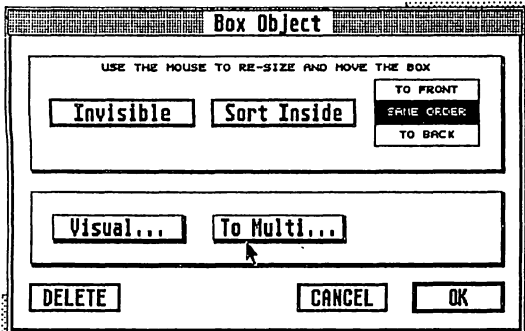 Box Object
USE THE MOUSE TO RE-SIZE AND MOVE THE BOX
Invisible
Sort Inside
TO FRONT
SAME ORDER
TO BACK
Visual...
To Multi...
DELETE
CANCEL
OK